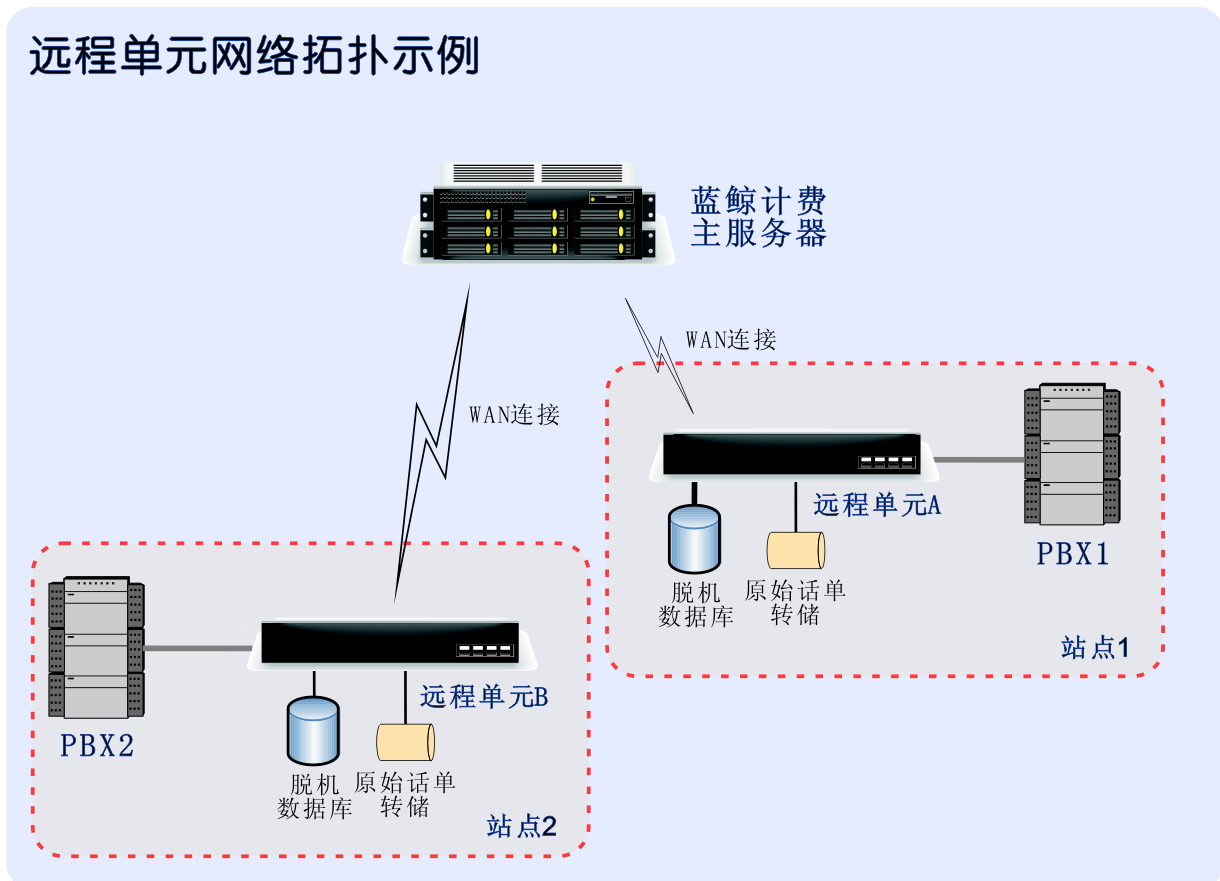 远程单元网络拓扑示例
蓝鲸计费
主服务器
WAN连接
WAN连接
远程单元A
PBX1
脱机
数据库
原始话单
转储
站点1
远程单元B
PBX2
脱机
数据库
原始话单
转储
站点2